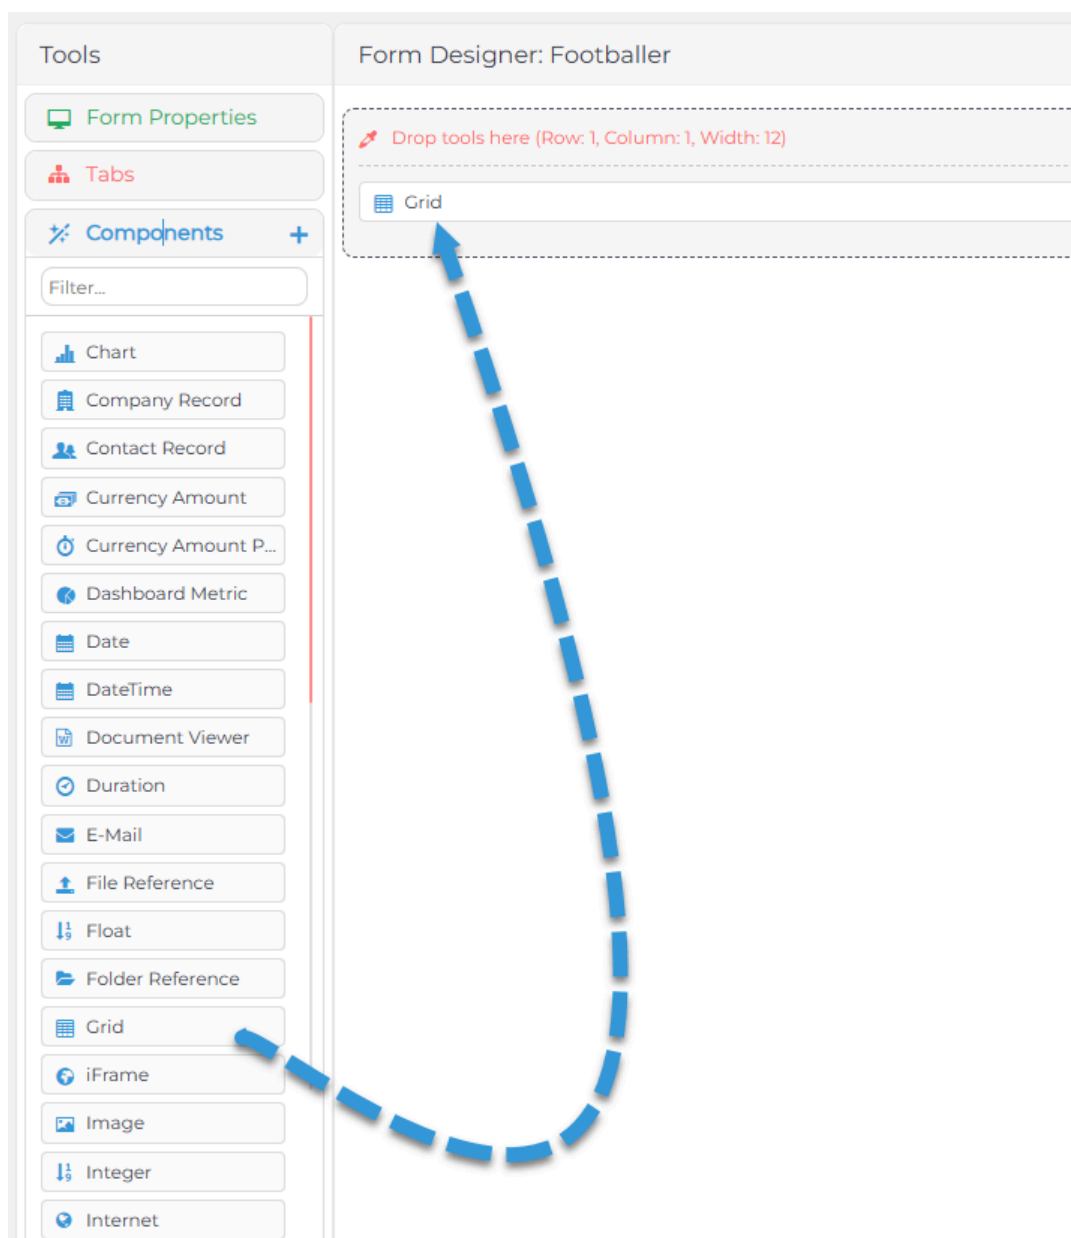 Tools
Form Properties
Tabs
Components +
Filter...
Chart
Company Record
Contact Record
Currency Amount
Currency Amount P...
Dashboard Metric
Date
DateTime
Document Viewer
Duration
E-Mail
File Reference
Float
Folder Reference
Grid
iFrame
Image
Integer
Internet
Form Designer: Footballer
Drop tools here (Row: 1, Column: 1, Width: 12)
Grid